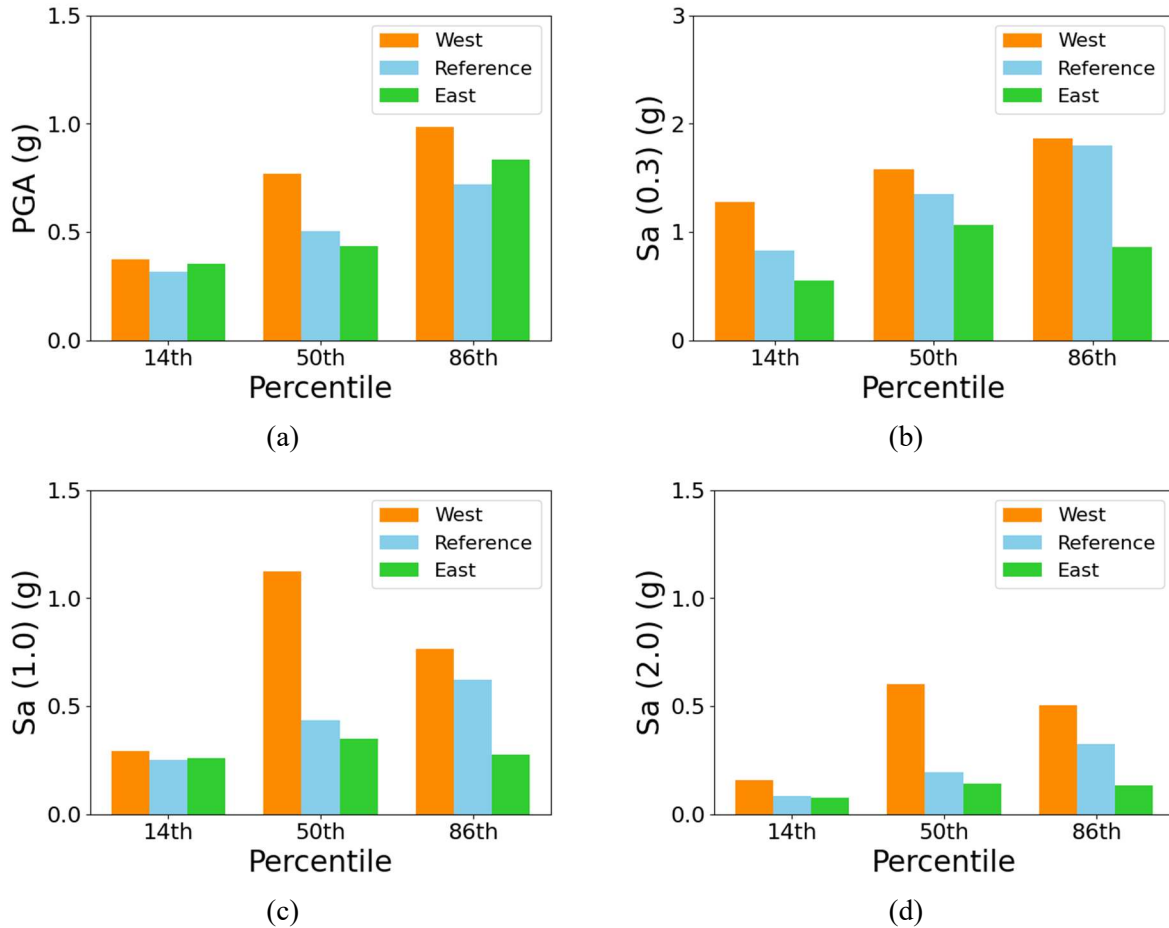 1.5
1.0
0.5
0.0
PGA (g)
West
Reference
East
14th 50th 86th
Percentile
(a)
3
2
1
0
Sa (0.3) (g)
West
Reference
East
14th 50th 86th
Percentile
(b)
1.5
1.0
0.5
0.0
Sa (1.0) (g)
West
Reference
East
14th 50th 86th
Percentile
(c)
1.5
1.0
0.5
0.0
Sa (2.0) (g)
West
Reference
East
14th 50th 86th
Percentile
(d)